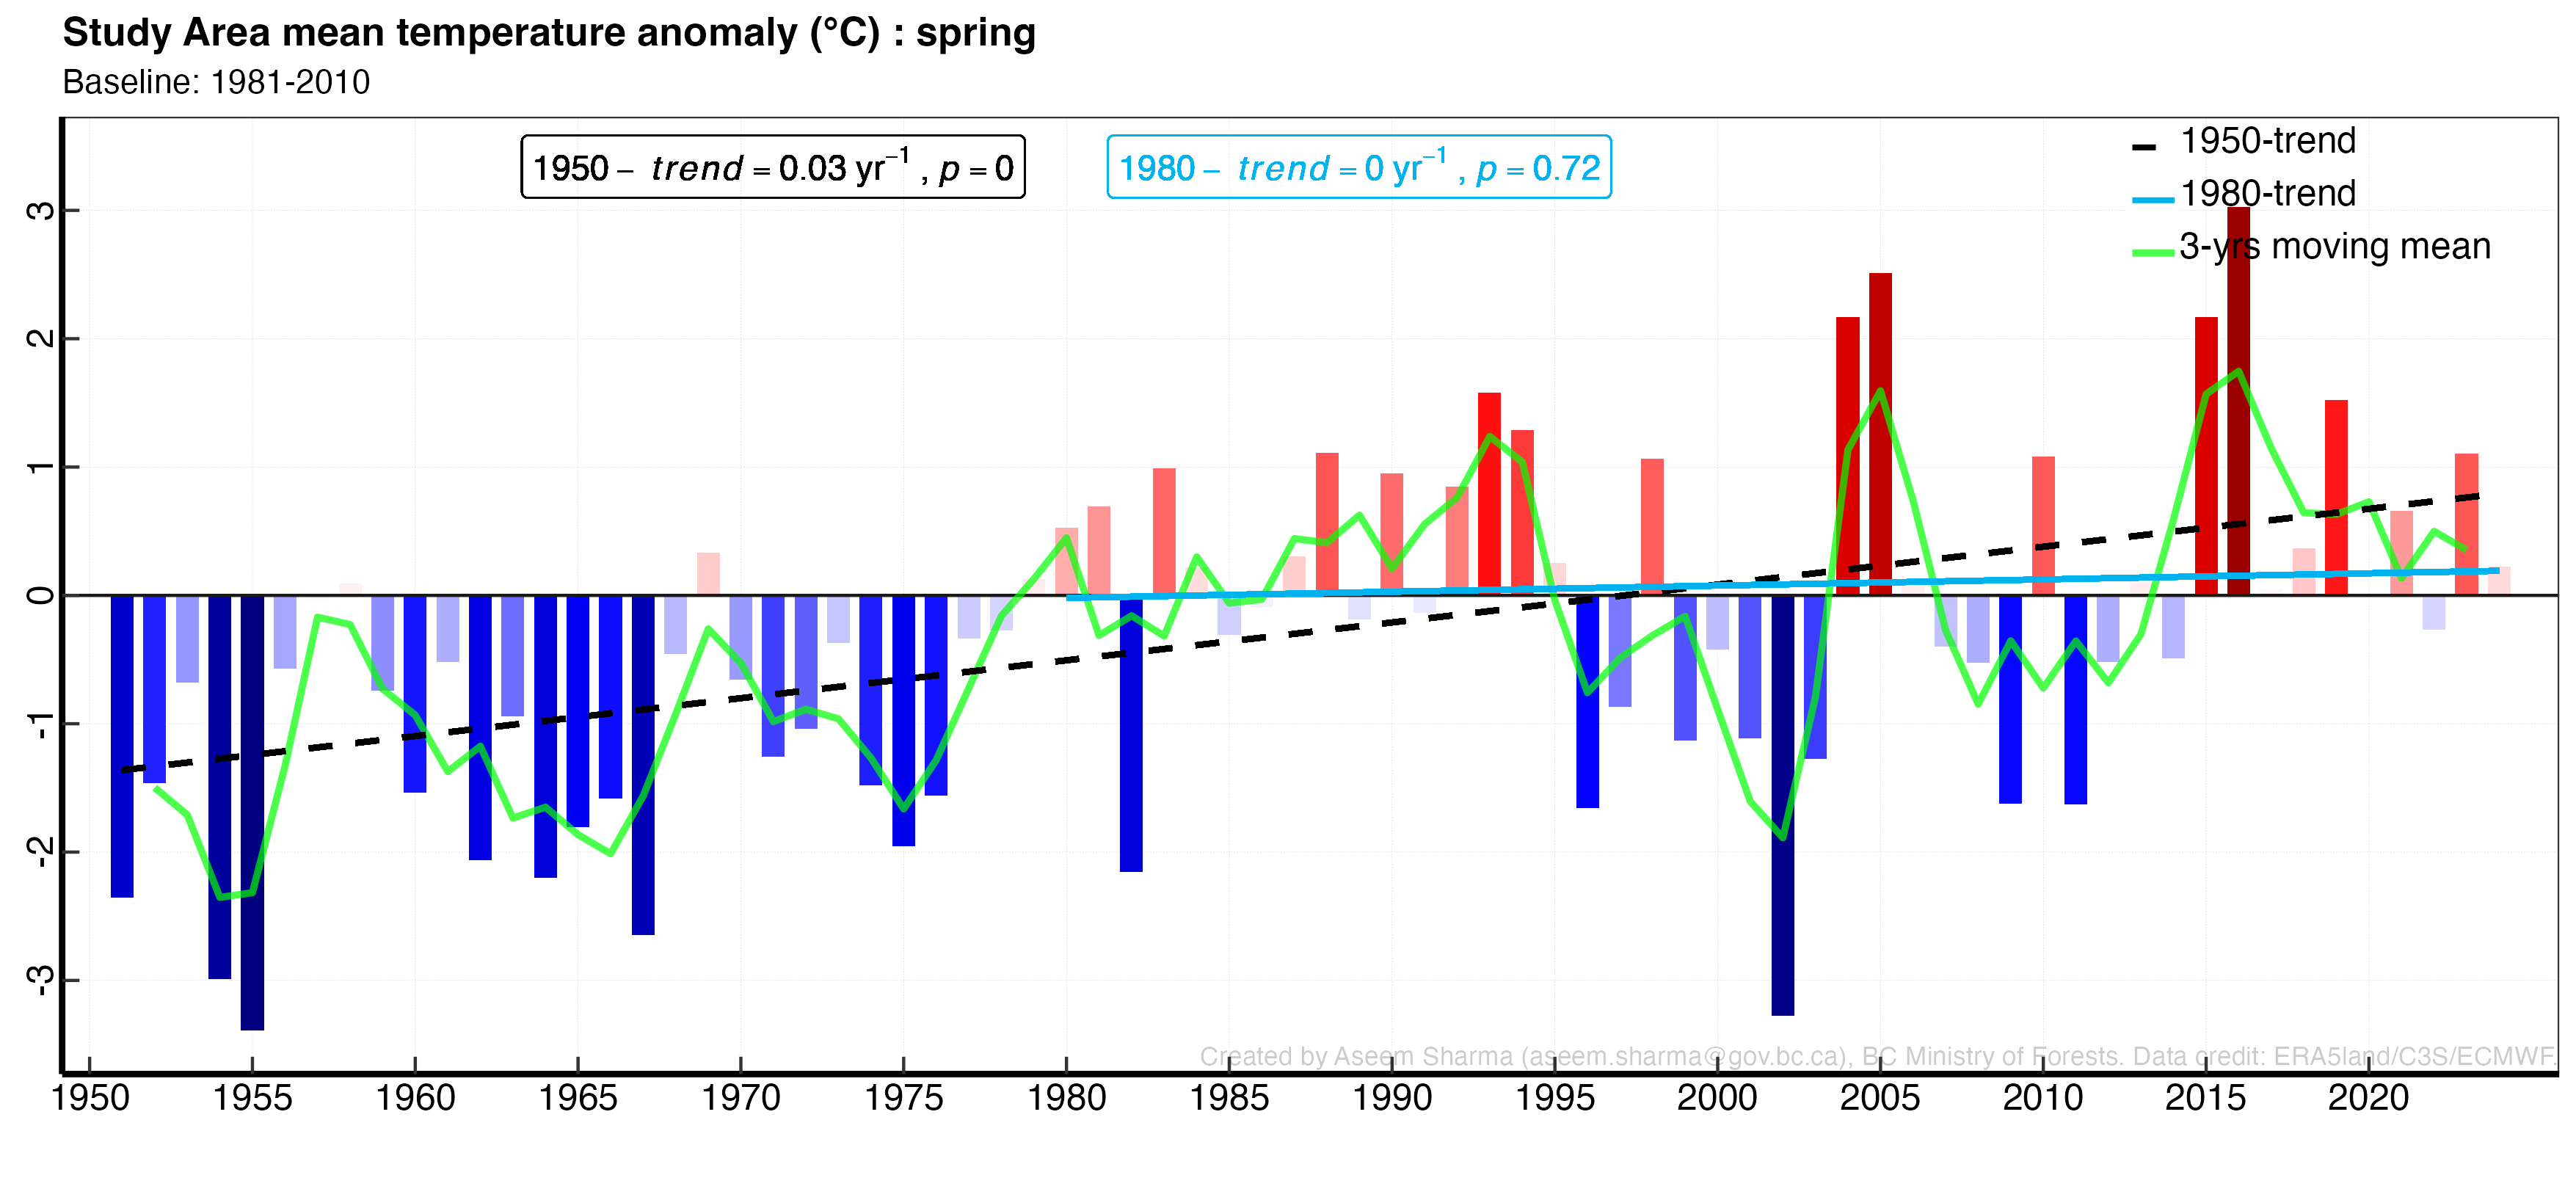 Study Area mean temperature anomaly (°C) : spring
Baseline: 1981-2010
1950 – trend = 0.03 yr⁻¹ , p = 0
1980 – trend = 0 yr⁻¹ , p = 0.72
1950-trend
1980-trend
3-yrs moving mean
3
2
1
0
-1
-2
-3
Created by Aseem Sharma (aseem.sharma@gov.bc.ca), BC Ministry of Forests. Data credit: ERA5land/C3S/ECMWF.
1950 1955 1960 1965 1970 1975 1980 1985 1990 1995 2000 2005 2010 2015 2020